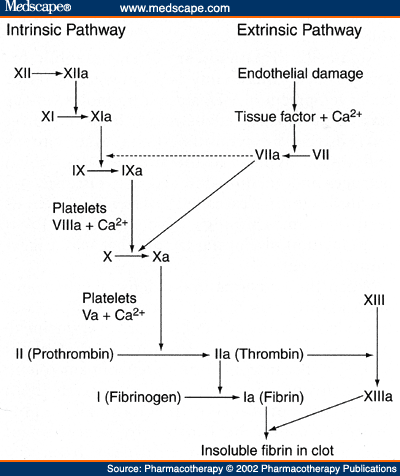 Medscape® www.medscape.com
Intrinsic Pathway Extrinsic Pathway
XII XIIa Endothelial damage
XI XIa Tissue factor + Ca2+
IX IXa VIIa VII
Platelets
VIIIa + Ca2+
X Xa
Platelets
Va + Ca2+
XIII
II (Prothrombin) IIa (Thrombin)
I (Fibrinogen) Ia (Fibrin) XIIIa
Insoluble fibrin in clot
Source: Pharmacotherapy © 2002 Pharmacotherapy Publications